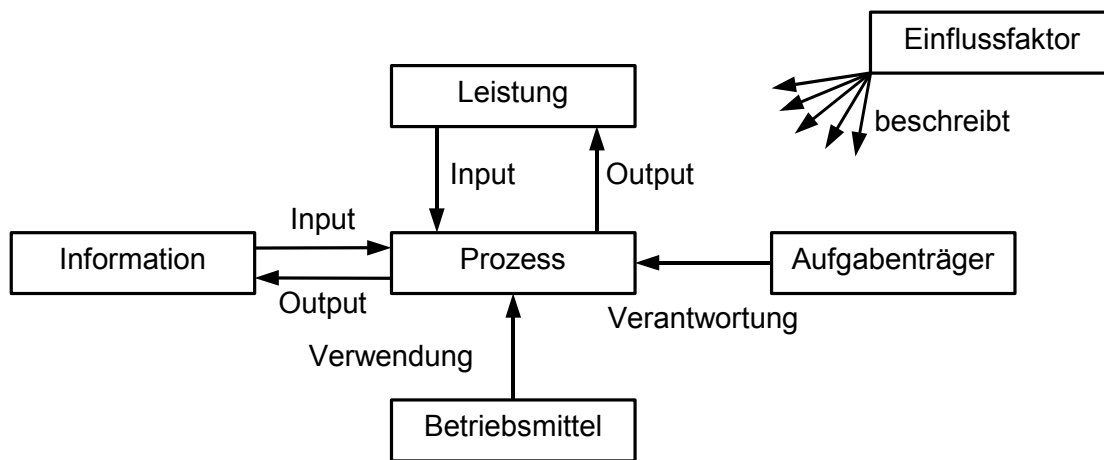 Einflussfaktor
Leistung
beschreibt
Input
Output
Input
Information
Prozess
Aufgabenträger
Output
Verantwortung
Verwendung
Betriebsmittel